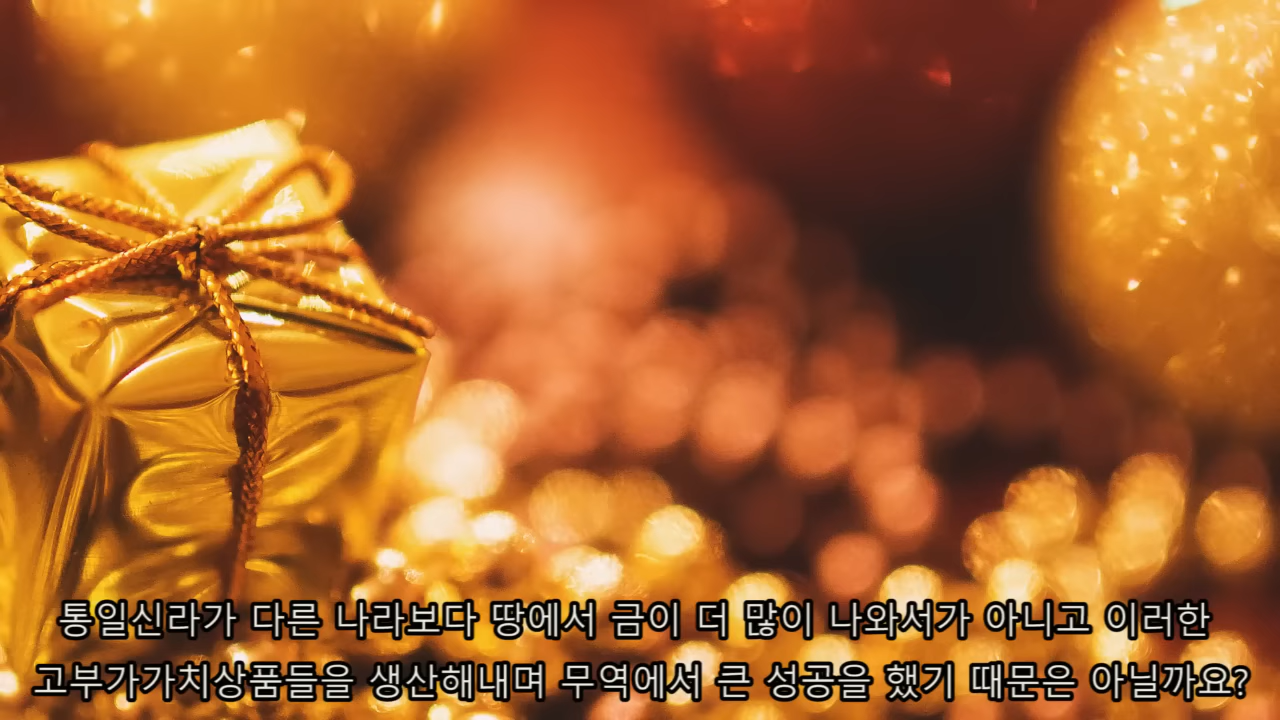 통일신라가 다른 나라보다 땅에서 금이 더 많이 나와서가 아니고 이러한
고부가가치상품들을 생산해내며 무역에서 큰 성공을 했기 때문은 아닐까요?